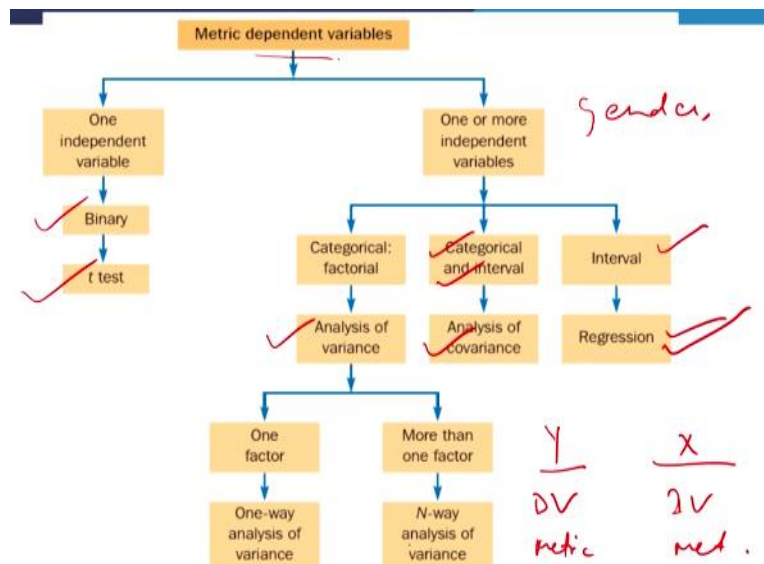 Metric dependent variables
One
independent
variable
One or more
independent
variables
Gender,
Binary
t test
Categorical:
factorial
Categorical
and interval
Interval
Analysis of
variance
Analysis of
covariance
Regression
One
factor
More than
one factor
Y X
DV IV
metric met.
One-way
analysis of
variance
N-way
analysis of
variance